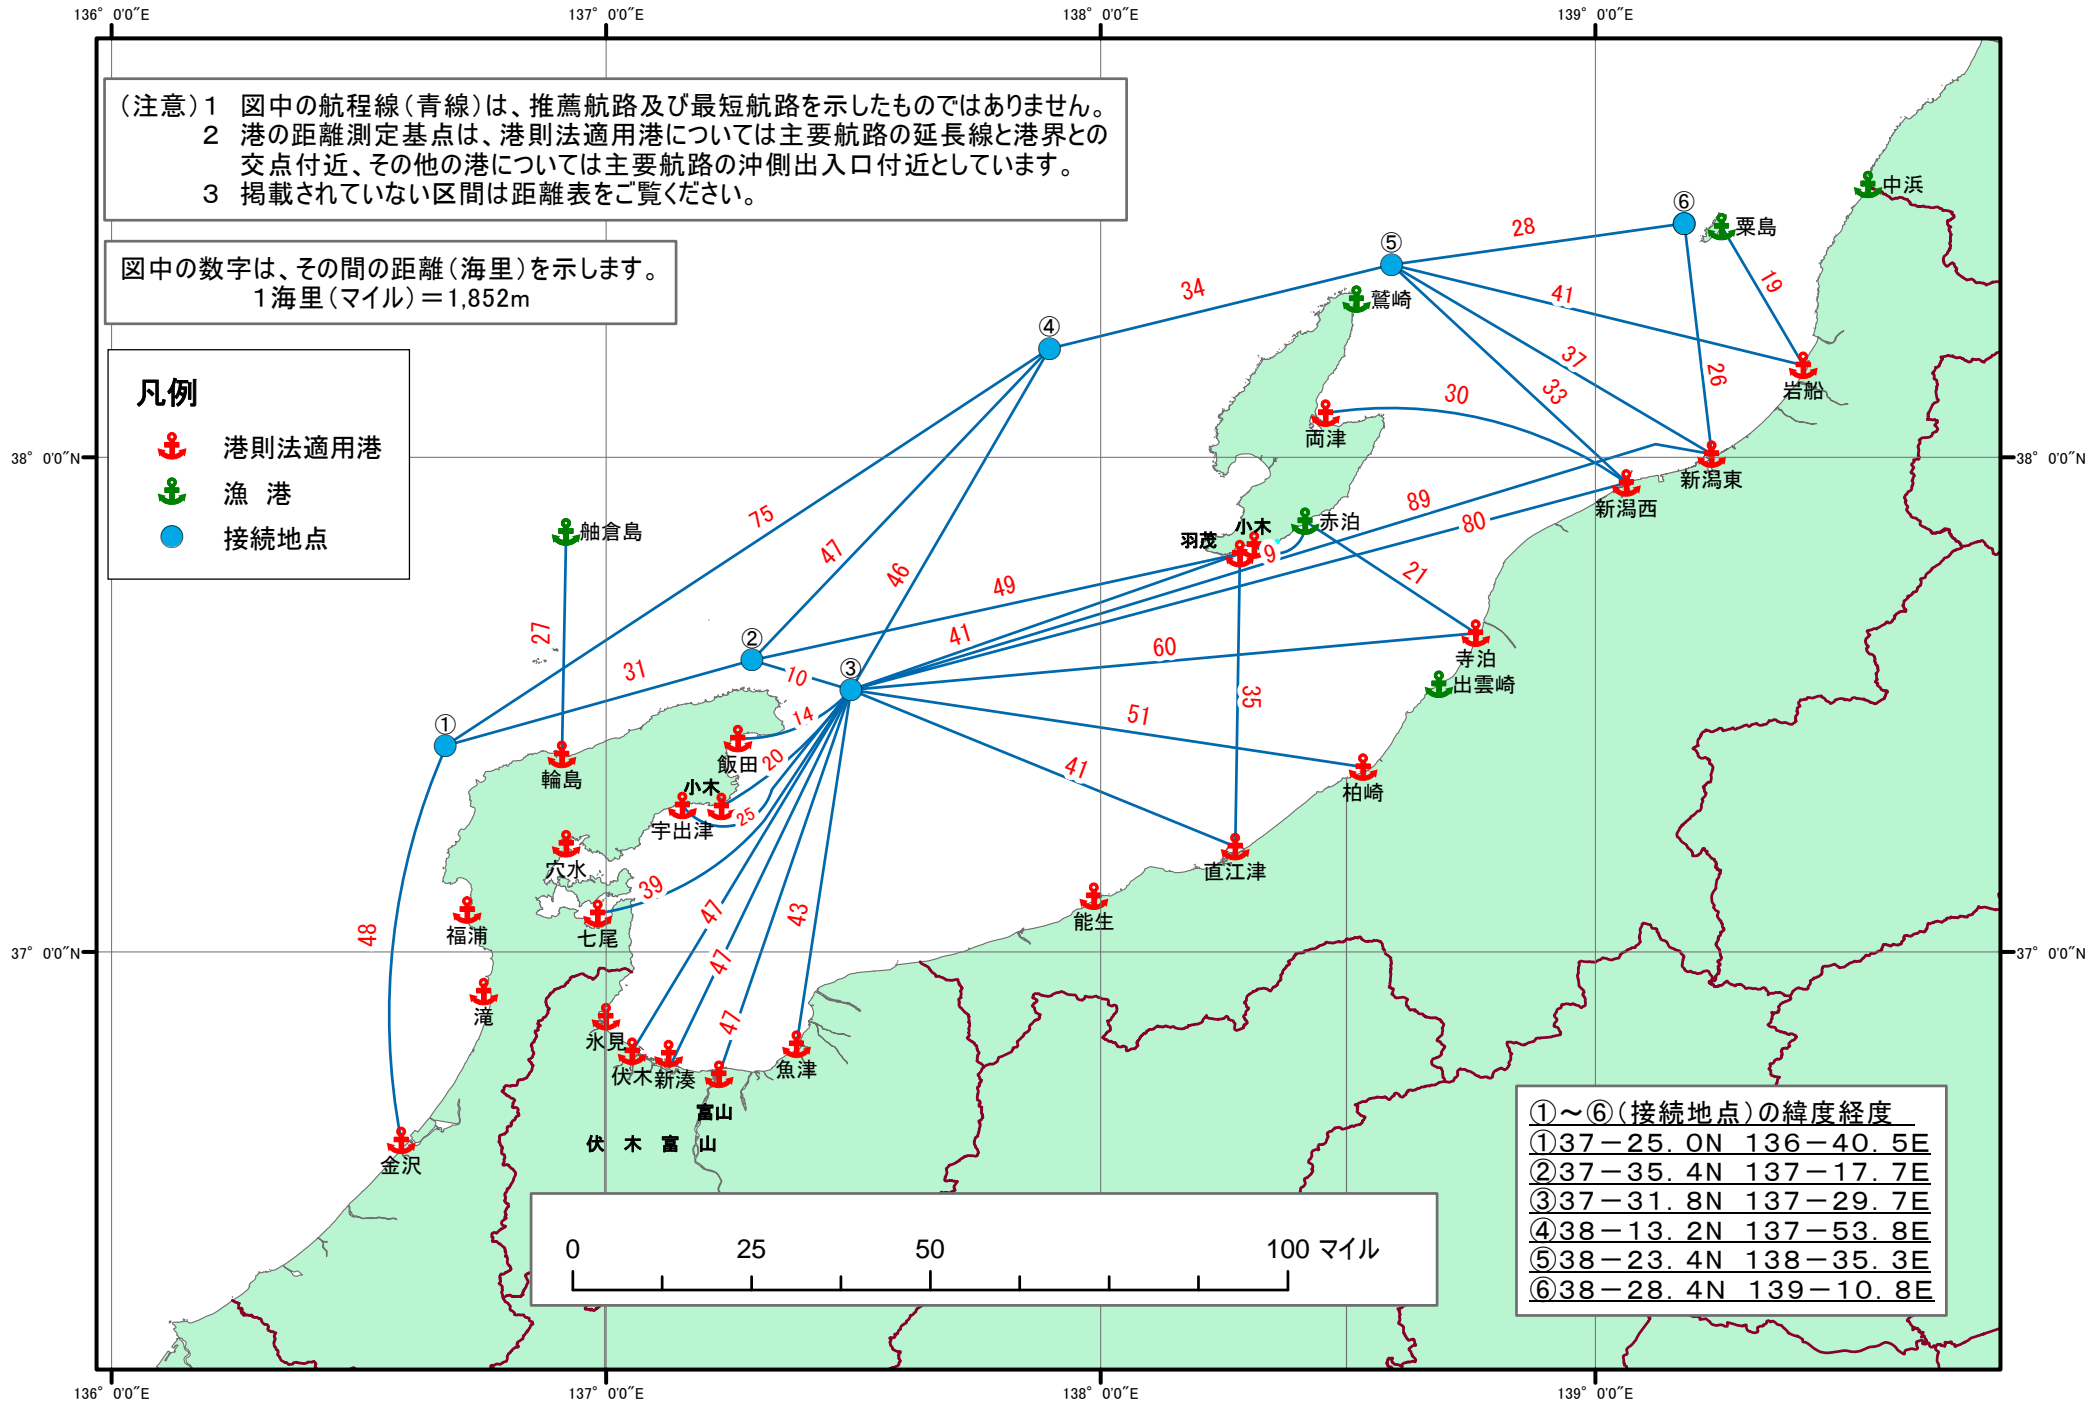 136° 0'0"E
137° 0'0"E
138° 0'0"E
139° 0'0"E
(注意)1 図中の航程線(青線)は、推薦航路及び最短航路を示したものではありません。
2 港の距離測定基点は、港則法適用港については主要航路の延長線と港界との
交点付近、その他の港については主要航路の沖側出入口付近としています。
3 掲載されていない区間は距離表をご覧ください。
図中の数字は、その間の距離(海里)を示します。
1海里(マイル)=1,852m
凡例
港則法適用港
漁 港
接続地点
中浜
⑥
粟島
28
⑤
19
34
41
鷲崎
④
37
26
岩船
33
30
両津
38° 0'0"N
38° 0'0"N
新潟東
新潟西
89
80
75
舳倉島
47
46
小木
赤泊
羽茂
9
49
21
27
41
60
寺泊
②
31
10
③
出雲崎
35
14
51
①
輪島
飯田
20
41
柏崎
小木
25
宇出津
穴水
直江津
39
47
43
能生
福浦
七尾
48
37° 0'0"N
37° 0'0"N
47
滝
47
氷見
伏木
新湊
魚津
富山
伏 木 富 山
金沢
0
25
50
100 マイル
①~⑥(接続地点)の緯度経度
①37-25.0N 136-40.5E
②37-35.4N 137-17.7E
③37-31.8N 137-29.7E
④38-13.2N 137-53.8E
⑤38-23.4N 138-35.3E
⑥38-28.4N 139-10.8E
136° 0'0"E
137° 0'0"E
138° 0'0"E
139° 0'0"E